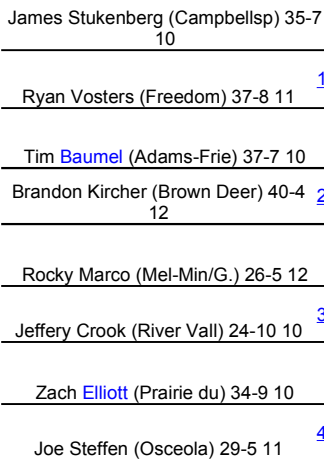 James Stukenberg (Campbellsp) 35-7
10
1
Ryan Vosters (Freedom) 37-8 11
Tim Baumel (Adams-Frie) 37-7 10
Brandon Kircher (Brown Deer) 40-4 2
12
Rocky Marco (Mel-Min/G.) 26-5 12
3
Jeffery Crook (River Vall) 24-10 10
Zach Elliott (Prairie du) 34-9 10
4
Joe Steffen (Osceola) 29-5 11